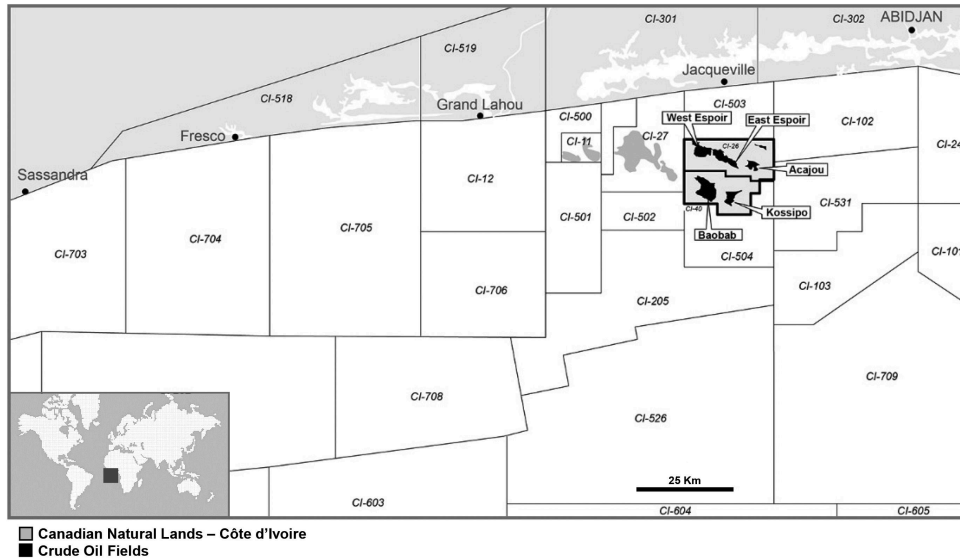 CI-301
CI-302
ABIDJAN
CI-519
Jacqueville
CI-518
Grand Lahou
CI-503
CI-500
West Espoir
East Espoir
CI-102
Fresco
CI-11
CI-27
CI-26
CI-24
Acajou
Sassandra
CI-12
CI-531
CI-40
Kossipo
CI-501
CI-502
CI-705
Baobab
CI-704
CI-703
CI-504
CI-101
CI-706
CI-205
CI-103
CI-709
CI-708
CI-526
25 Km
CI-603
CI-604
CI-605
Canadian Natural Lands – Côte d’Ivoire
Crude Oil Fields